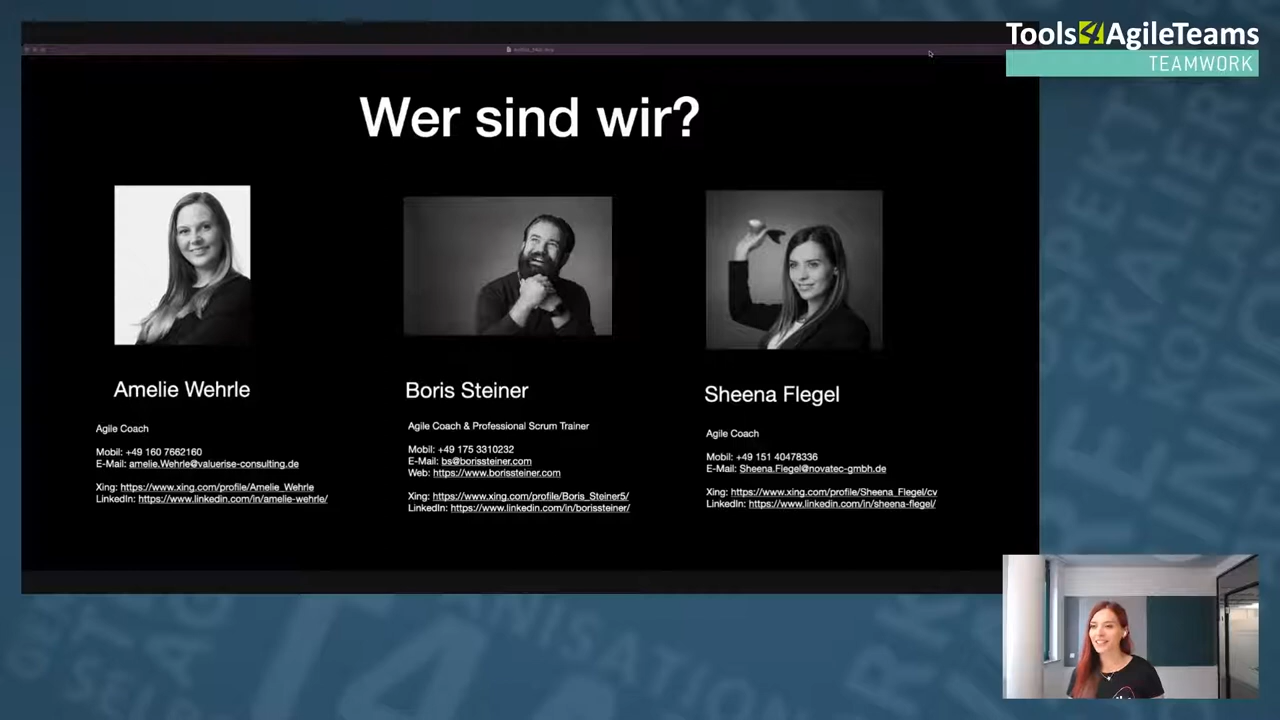 Tools4AgileTeams
TEAMWORK
Wer sind wir?
Amelie Wehrle
Agile Coach
Mobil: +49 160 7662160
E-Mail: amelie.Wehrle@valuerise-consulting.de
Xing: https://www.xing.com/profile/Amelie_Wehrle
LinkedIn: https://www.linkedin.com/in/amelie-wehrle/
Boris Steiner
Agile Coach & Professional Scrum Trainer
Mobil: +49 175 3310232
E-Mail: bs@borissteiner.com
Web: https://www.borissteiner.com
Xing: https://www.xing.com/profile/Boris_Steiner5/
LinkedIn: https://www.linkedin.com/in/borissteiner/
Sheena Flegel
Agile Coach
Mobil: +49 151 40478336
E-Mail: Sheena.Flegel@novatec-gmbh.de
Xing: https://www.xing.com/profile/Sheena_Flegel/cv
LinkedIn: https://www.linkedin.com/in/sheena-flegel/